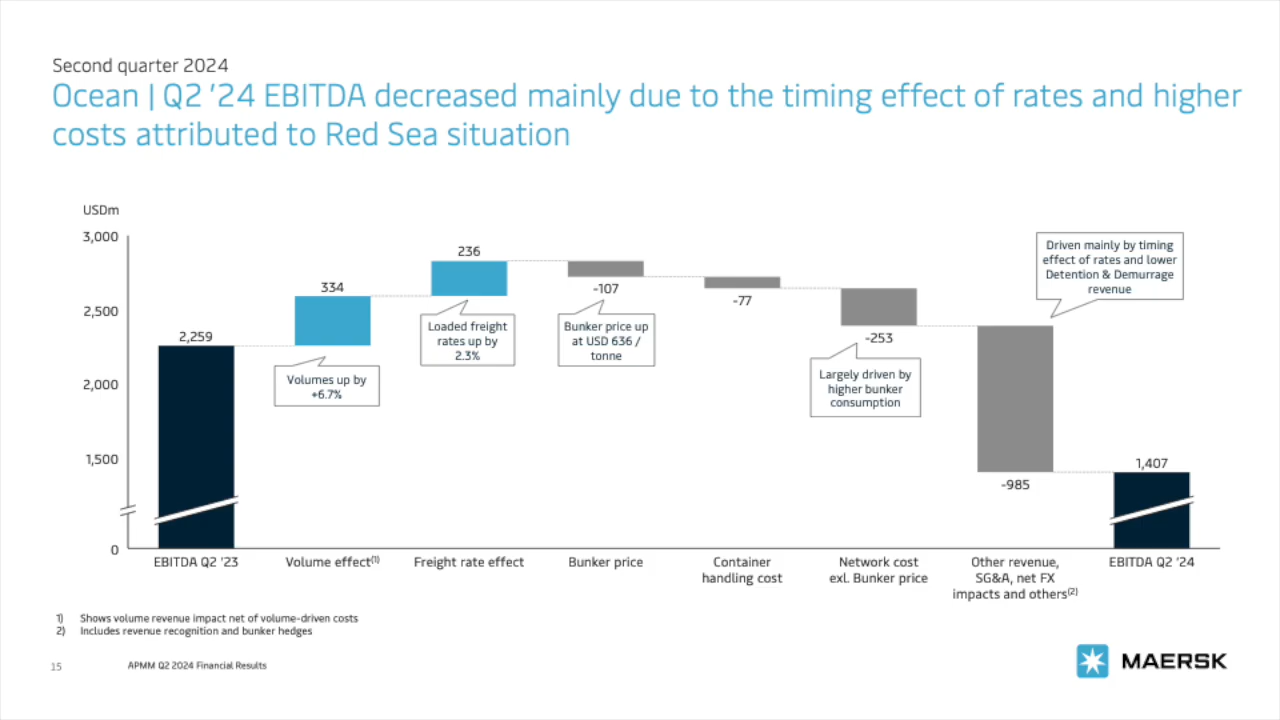 Second quarter 2024
Ocean | Q2 '24 EBITDA decreased mainly due to the timing effect of rates and higher
costs attributed to Red Sea situation
USDm
3,000
2,500
2,000
1,500
0
2,259
334
236
-107
-77
-253
-985
1,407
Volumes up by
+6.7%
Loaded freight
rates up by
2.3%
Bunker price up
at USD 636 /
tonne
Largely driven by
higher bunker
consumption
Driven mainly by timing
effect of rates and lower
Detention & Demurrage
revenue
EBITDA Q2 '23
Volume effect(1)
Freight rate effect
Bunker price
Container
handling cost
Network cost
exl. Bunker price
Other revenue,
SG&A, net FX
impacts and others(2)
EBITDA Q2 '24
1) Shows volume revenue impact net of volume-driven costs
2) Includes revenue recognition and bunker hedges
15 APMM Q2 2024 Financial Results
MAERSK